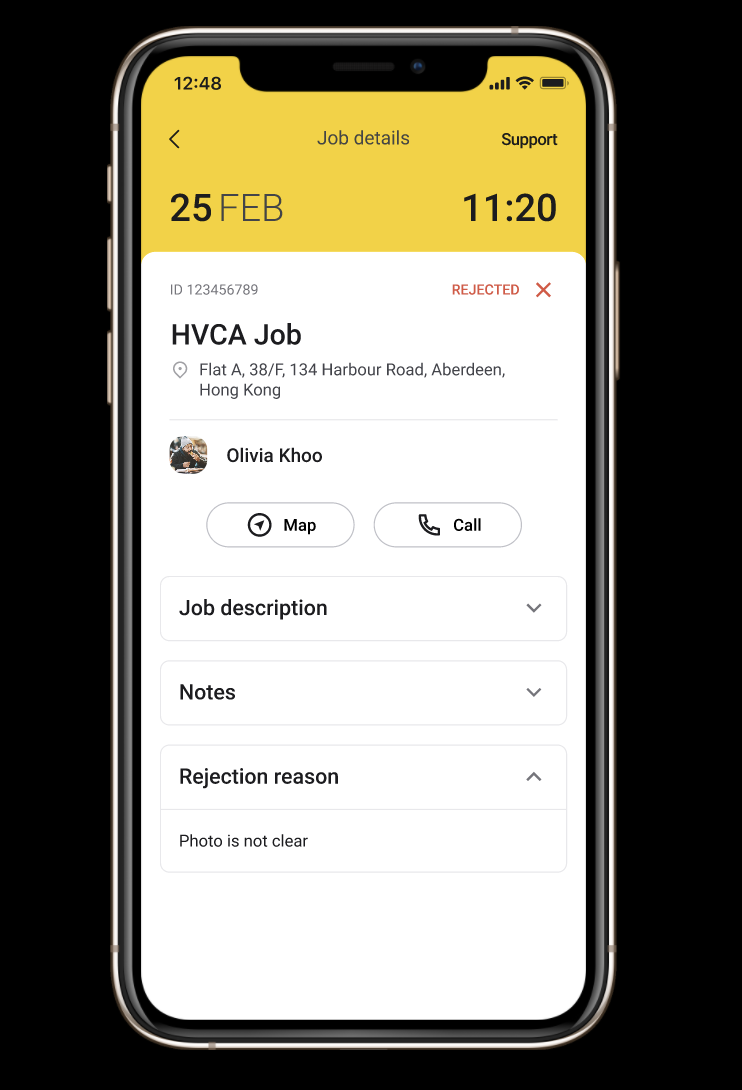 12:48
Job details
Support
25 FEB
11:20
ID 123456789
REJECTED
HVCA Job
Flat A, 38/F, 134 Harbour Road, Aberdeen,
Hong Kong
Olivia Khoo
Map
Call
Job description
Notes
Rejection reason
Photo is not clear